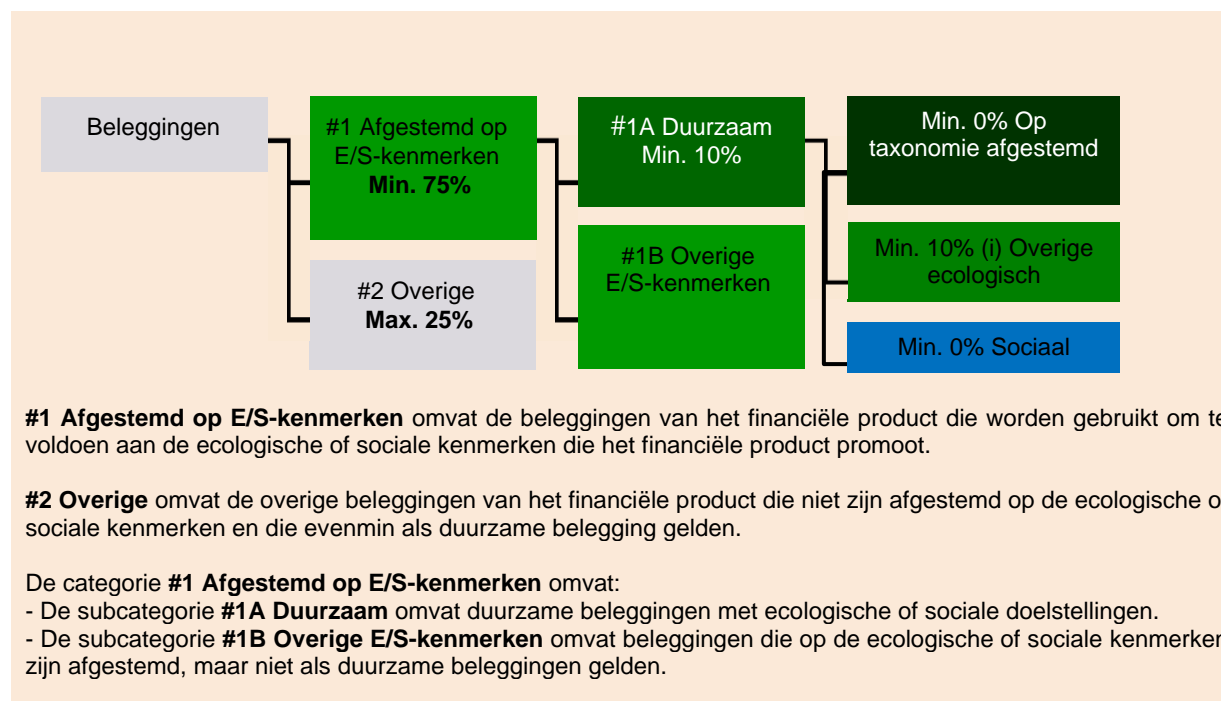 Beleggingen
#1 Afgestemd op
E/S-kenmerken
Min. 75%
#2 Overige
Max. 25%
#1A Duurzaam
Min. 10%
#1B Overige
E/S-kenmerken
Min. 0% Op
taxonomie afgestemd
Min. 10% (i) Overige
ecologisch
Min. 0% Sociaal
#1 Afgestemd op E/S-kenmerken omvat de beleggingen van het financiële product die worden gebruikt om te
voldoen aan de ecologische of sociale kenmerken die het financiële product promoot.
#2 Overige omvat de overige beleggingen van het financiële product die niet zijn afgestemd op de ecologische o
sociale kenmerken en die evenmin als duurzame belegging gelden.
De categorie #1 Afgestemd op E/S-kenmerken omvat:
- De subcategorie #1A Duurzaam omvat duurzame beleggingen met ecologische of sociale doelstellingen.
- De subcategorie #1B Overige E/S-kenmerken omvat beleggingen die op de ecologische of sociale kenmerken
zijn afgestemd, maar niet als duurzame beleggingen gelden.